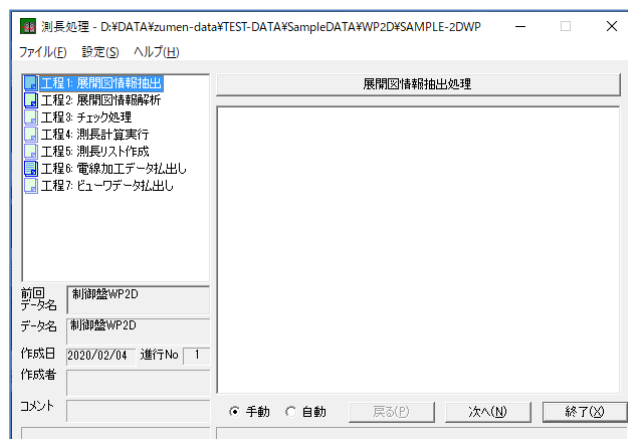 測長処理 - D:¥DATA¥zumen-data¥TEST-DATA¥SampleDATA¥WP2D¥SAMPLE-2DWP
ファイル(F) 設定(S) ヘルプ(H)
工程1: 展開図情報抽出
工程2: 展開図情報解析
工程3: チェック処理
工程4: 測長計算実行
工程5: 測長リスト作成
工程6: 電線加工データ払出し
工程7: ビューワデータ払出し
展開図情報抽出処理
前回
データ名
制御盤WP2D
データ名 制御盤WP2D
作成日 2020/02/04 進行No 1
作成者
コメント
手動 自動 戻る(P) 次へ(N) 終了(X)